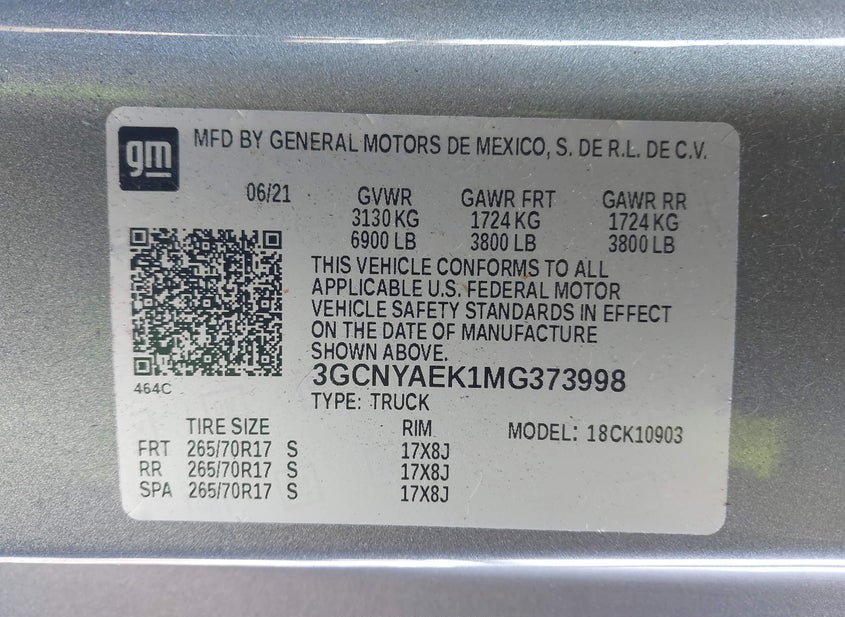 gm
MFD BY GENERAL MOTORS DE MEXICO, S. DE R.L. DE C.V.
06/21 GVWR GAWR FRT GAWR RR
3130 KG 1724 KG 1724 KG
6900 LB 3800 LB 3800 LB
THIS VEHICLE CONFORMS TO ALL
APPLICABLE U.S. FEDERAL MOTOR
VEHICLE SAFETY STANDARDS IN EFFECT
ON THE DATE OF MANUFACTURE
SHOWN ABOVE.
464C
3GCNYAEK1MG373998
TYPE: TRUCK
TIRE SIZE RIM MODEL: 18CK10903
FRT 265/70R17 S 17X8J
RR 265/70R17 S 17X8J
SPA 265/70R17 S 17X8J